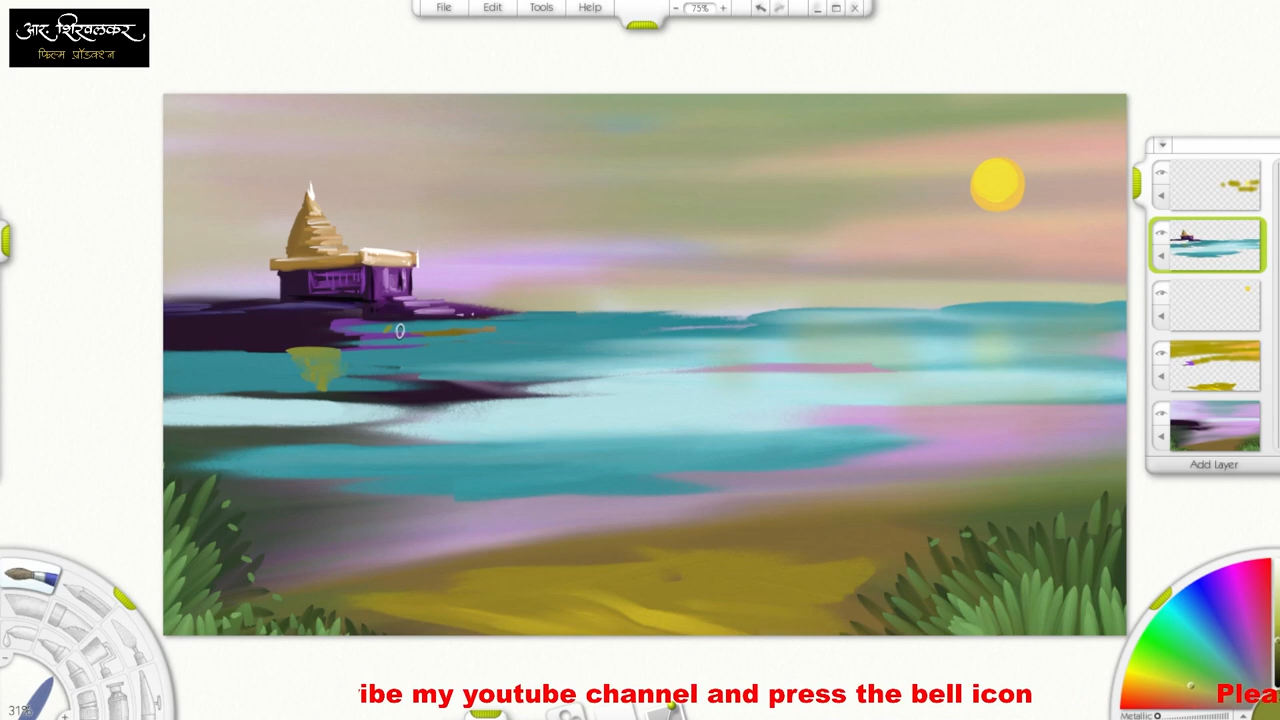 आर. शिरवलकर
फिल्म प्रॉडक्शन
File Edit Tools Help
− 75% +
Add Layer
31%
ibe my youtube channel and press the bell icon
Plea
Metallic